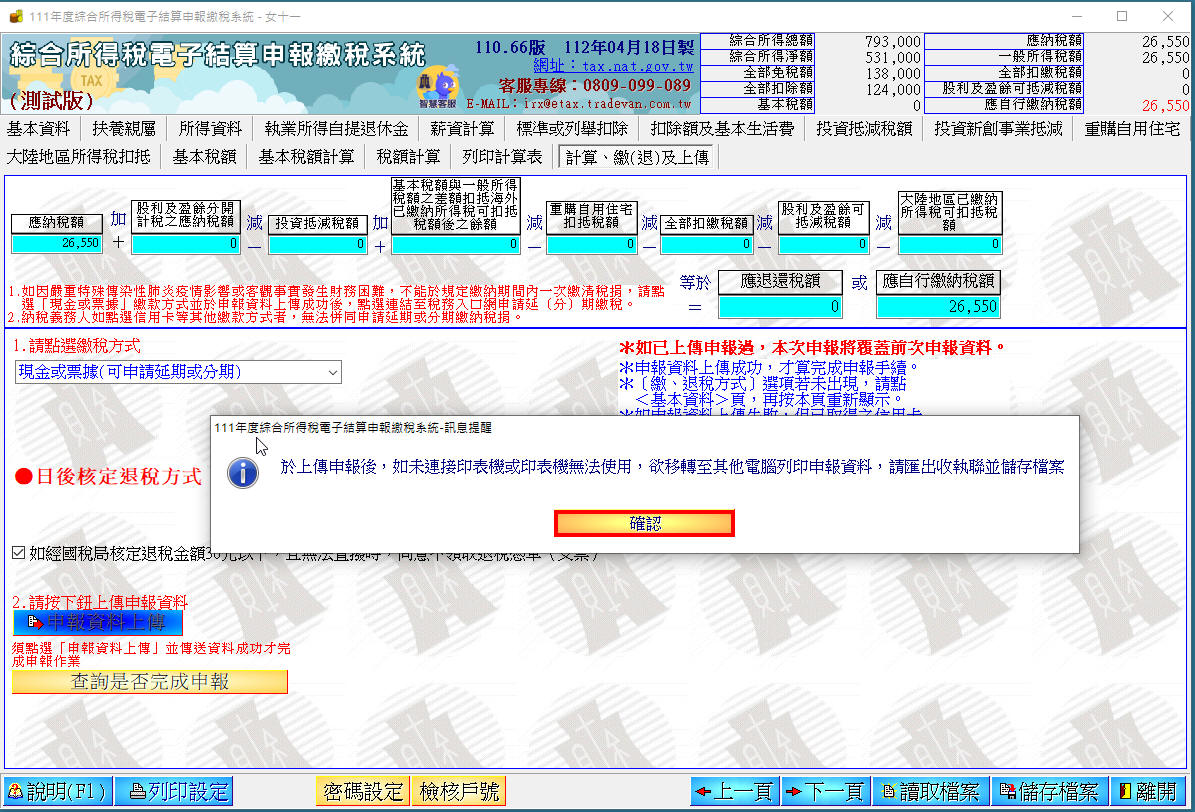 111年度綜合所得稅電子結算申報繳稅系統 - 女十一
綜合所得稅電子結算申報繳稅系統
(測試版)
TAX
智慧客服
110.66版 112年04月18日製
網址：tax.nat.gov.tw
客服專線：0809-099-089
E-MAIL：irx@etax.tradevan.com.tw
綜合所得總額 793,000 應納稅額 26,550
綜合所得淨額 531,000 一般所得稅額 26,550
全部免稅額 138,000 全部扣繳稅額 0
全部扣除額 124,000 股利及盈餘可抵減稅額 0
基本稅額 0 應自行繳納稅額 26,550
基本資料 扶養親屬 所得資料 執業所得自提退休金 薪資計算 標準或列舉扣除 扣除額及基本生活費 投資抵減稅額 投資新創事業抵減 重購自用住宅
大陸地區所得稅扣抵 基本稅額 基本稅額計算 稅額計算 列印計算表 計算、繳(退)及上傳
應納稅額
26,550
加
+
股利及盈餘分開
計稅之應納稅額
0
減
—
投資抵減稅額
0
加
+
基本稅額與一般所得
稅額之差額扣抵海外
已繳納所得稅可扣抵
稅額後之餘額
0
減
—
重購自用住宅
扣抵稅額
0
減
—
全部扣繳稅額
0
減
—
股利及盈餘可
抵減稅額
0
減
—
大陸地區已繳納
所得稅可扣抵稅
額
0
1.如因嚴重特殊傳染性肺炎疫情影響或客觀事實發生財務困難，不能於規定繳納期間內一次繳清稅捐，請點
選「現金或票據」繳款方式並於申報資料上傳成功後，點選連結至稅務入口網申請延（分）期繳稅。
2.納稅義務人如點選信用卡等其他繳款方式者，無法併同申請延期或分期繳納稅捐。
等於
=
應退還稅額
0
或
應自行繳納稅額
26,550
1.請點選繳稅方式
現金或票據(可申請延期或分期)
＊如已上傳申報過，本次申報將覆蓋前次申報資料。
＊申報資料上傳成功，才算完成申報手續。
＊〔繳、退稅方式〕選項若未出現，請點
＜基本資料＞頁，再按本頁重新顯示。
＊如申報資料上傳失敗，但已取得之信用卡
111年度綜合所得稅電子結算申報繳稅系統-訊息提醒
於上傳申報後，如未連接印表機或印表機無法使用，欲移轉至其他電腦列印申報資料，請匯出收執聯並儲存檔案
確認
●日後核定退稅方式
如經國稅局核定退稅金額30元以下，且無法直撥時，同意不領取退稅憑單（支票）
2.請按下鈕上傳申報資料
申報資料上傳
須點選「申報資料上傳」並傳送資料成功才完
成申報作業
查詢是否完成申報
說明(F1) 列印設定 密碼設定 檢核戶號 上一頁 下一頁 讀取檔案 儲存檔案 離開